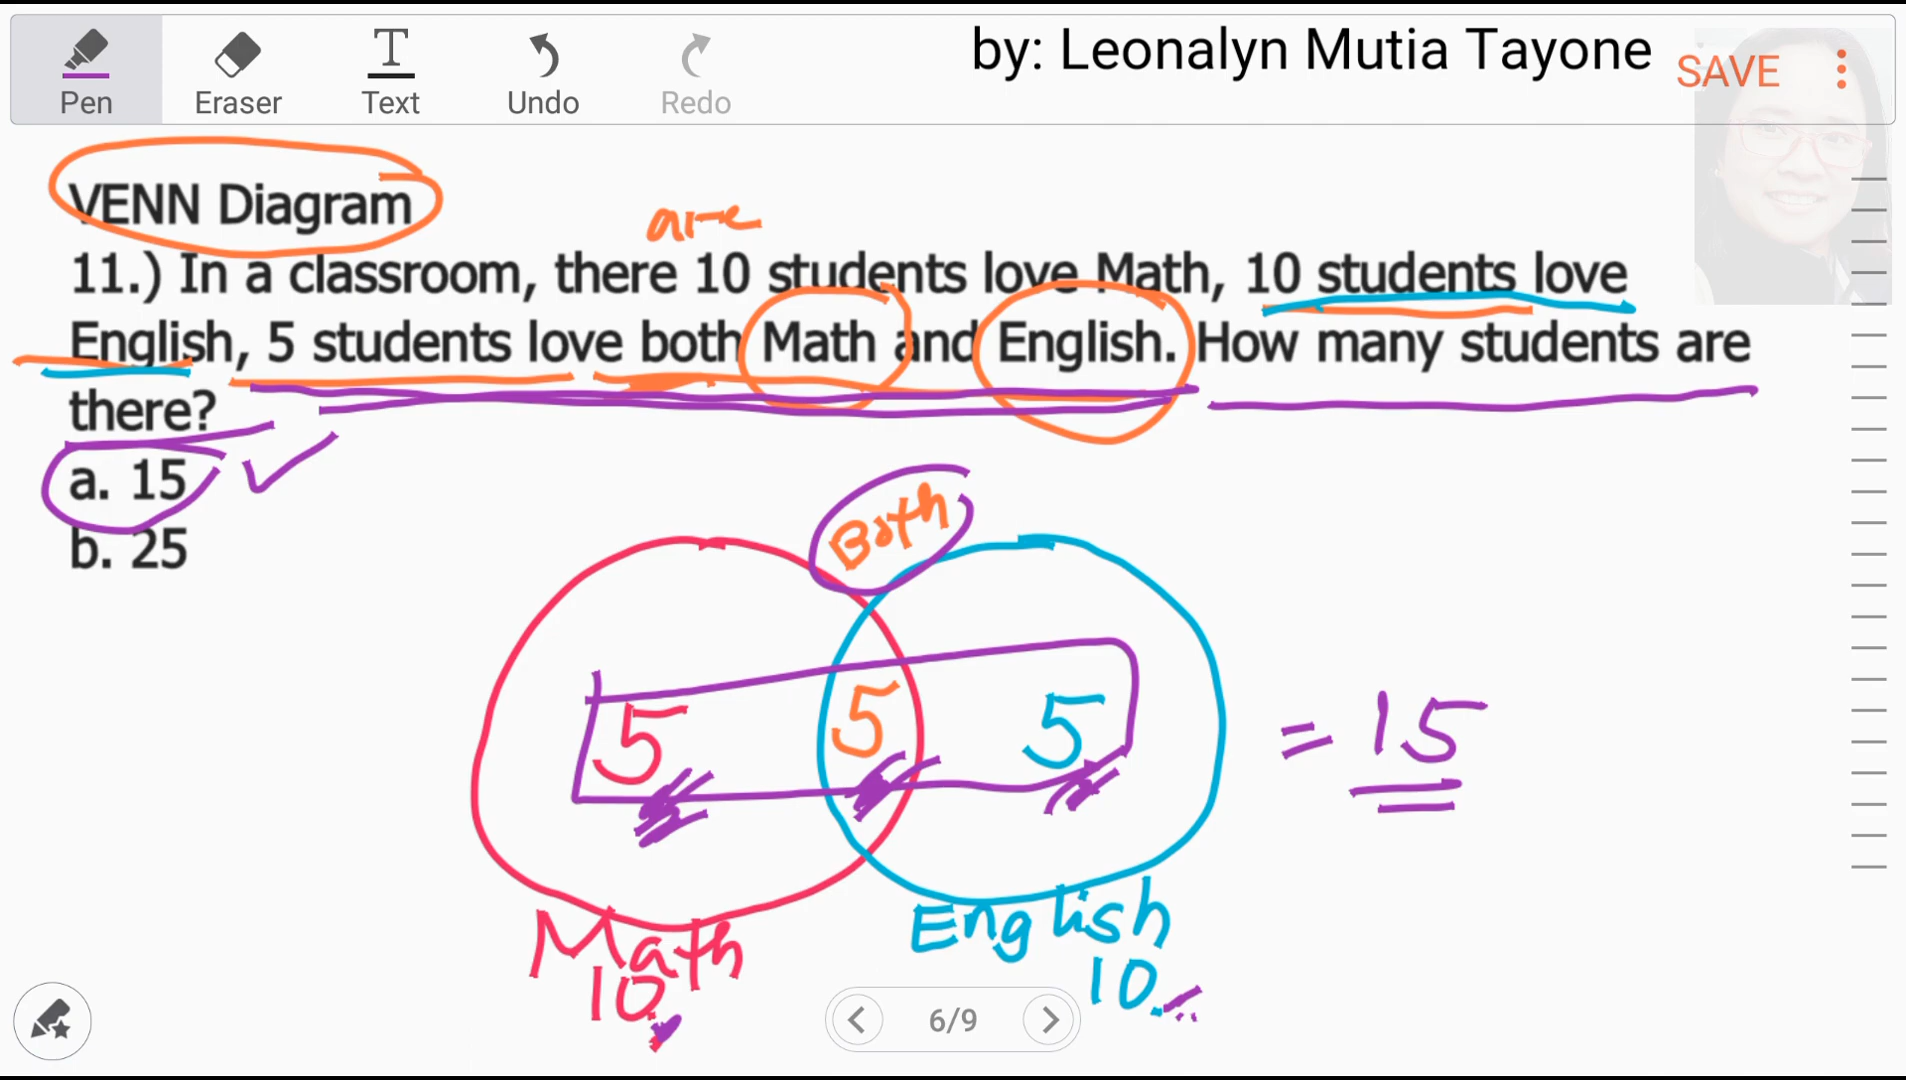 by: Leonalyn Mutia Tayone
SAVE
Pen Eraser Text Undo Redo
VENN Diagram
are
11.) In a classroom, there 10 students love Math, 10 students love
English, 5 students love both Math and English. How many students are
there?
a. 15
b. 25
Both
5 5 5 = 15
Math English
10 10
6/9